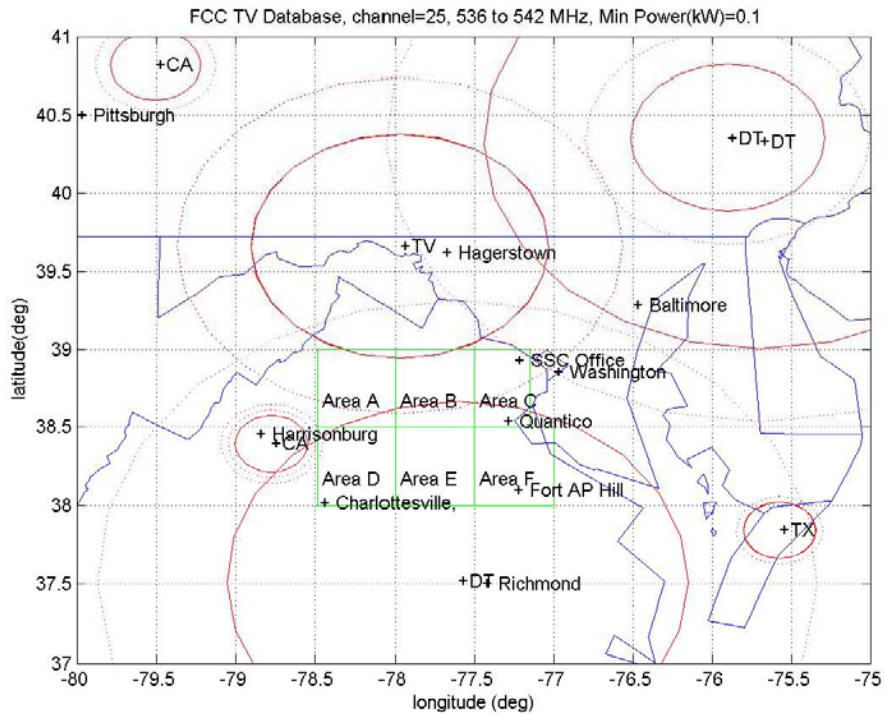 FCC TV Database, channel=25, 536 to 542 MHz, Min Power(kW)=0.1
41
CA
40.5
Pittsburgh
DT
DT
40
TV
Hagerstown
39.5
Baltimore
39
SSC Office
Washington
Area A
Area B
Area C
38.5
Quantico
Harrisonburg
CA
Area D
Area E
Area F
Fort AP Hill
38
Charlottesville,
TX
37.5
DT
Richmond
37
-80
-79.5
-79
-78.5
-78
-77.5
-77
-76.5
-76
-75.5
-75
latitude(deg)
longitude (deg)